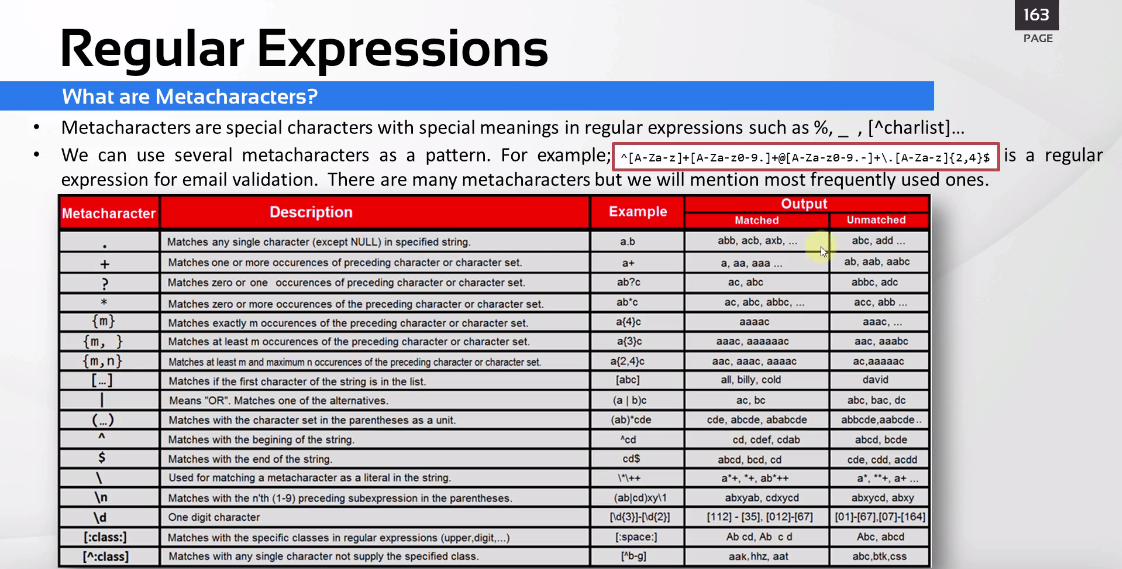 163
PAGE
Regular Expressions
What are Metacharacters?
• Metacharacters are special characters with special meanings in regular expressions such as %, _ , [^charlist]…
• We can use several metacharacters as a pattern. For example; ^[A-Za-z]+[A-Za-z0-9.]+@[A-Za-z0-9.-]+\.[A-Za-z]{2,4}$ is a regular
expression for email validation. There are many metacharacters but we will mention most frequently used ones.
Metacharacter Description Example Output
Matched Unmatched
. Matches any single character (except NULL) in specified string. a.b abb, acb, axb, ... abc, add ...
+ Matches one or more occurences of preceding character or character set. a+ a, aa, aaa ... ab, aab, aabc
? Matches zero or one occurences of preceding character or character set. ab?c ac, abc abbc, adc
* Matches zero or more occurences of the preceding character or character set. ab*c ac, abc, abbc, ... acc, abb ...
{m} Matches exactly m occurences of the preceding character or character set. a{4}c aaaac aaac, ...
{m, } Matches at least m occurences of the preceding character or character set. a{3}c aaac, aaaaaac aac, aaabc
{m,n} Matches at least m and maximum n occurences of the preceding character or character set. a{2,4}c aac, aaac, aaaac ac,aaaaac
[…] Matches if the first character of the string is in the list. [abc] all, billy, cold david
| Means "OR". Matches one of the alternatives. (a | b)c ac, bc abc, bac, dc
(…) Matches with the character set in the parentheses as a unit. (ab)*cde cde, abcde, ababcde abbcde,aabcde..
^ Matches with the begining of the string. ^cd cd, cdef, cdab abcd, bcde
$ Matches with the end of the string. cd$ abcd, bcd, cd cde, cdd, acdd
\ Used for matching a metacharacter as a literal in the string. \*\++ a*+, *+, ab*++ a*, **+, a+ ...
\n Matches with the n'th (1-9) preceding subexpression in the parentheses. (ab|cd)xy\1 abxyab, cdxycd abxycd, abxy
\d One digit character [\d{3}]-[\d{2}] [112] - [35], [012]-[67] [01]-[67],[07]-[164]
[:class:] Matches with the specific classes in regular expressions (upper,digit,...) [:space:] Ab cd, Ab c d Abc, abcd
[^:class] Matches with any single character not supply the specified class. [^b-g] aak,hhz, aat abc,btk,css